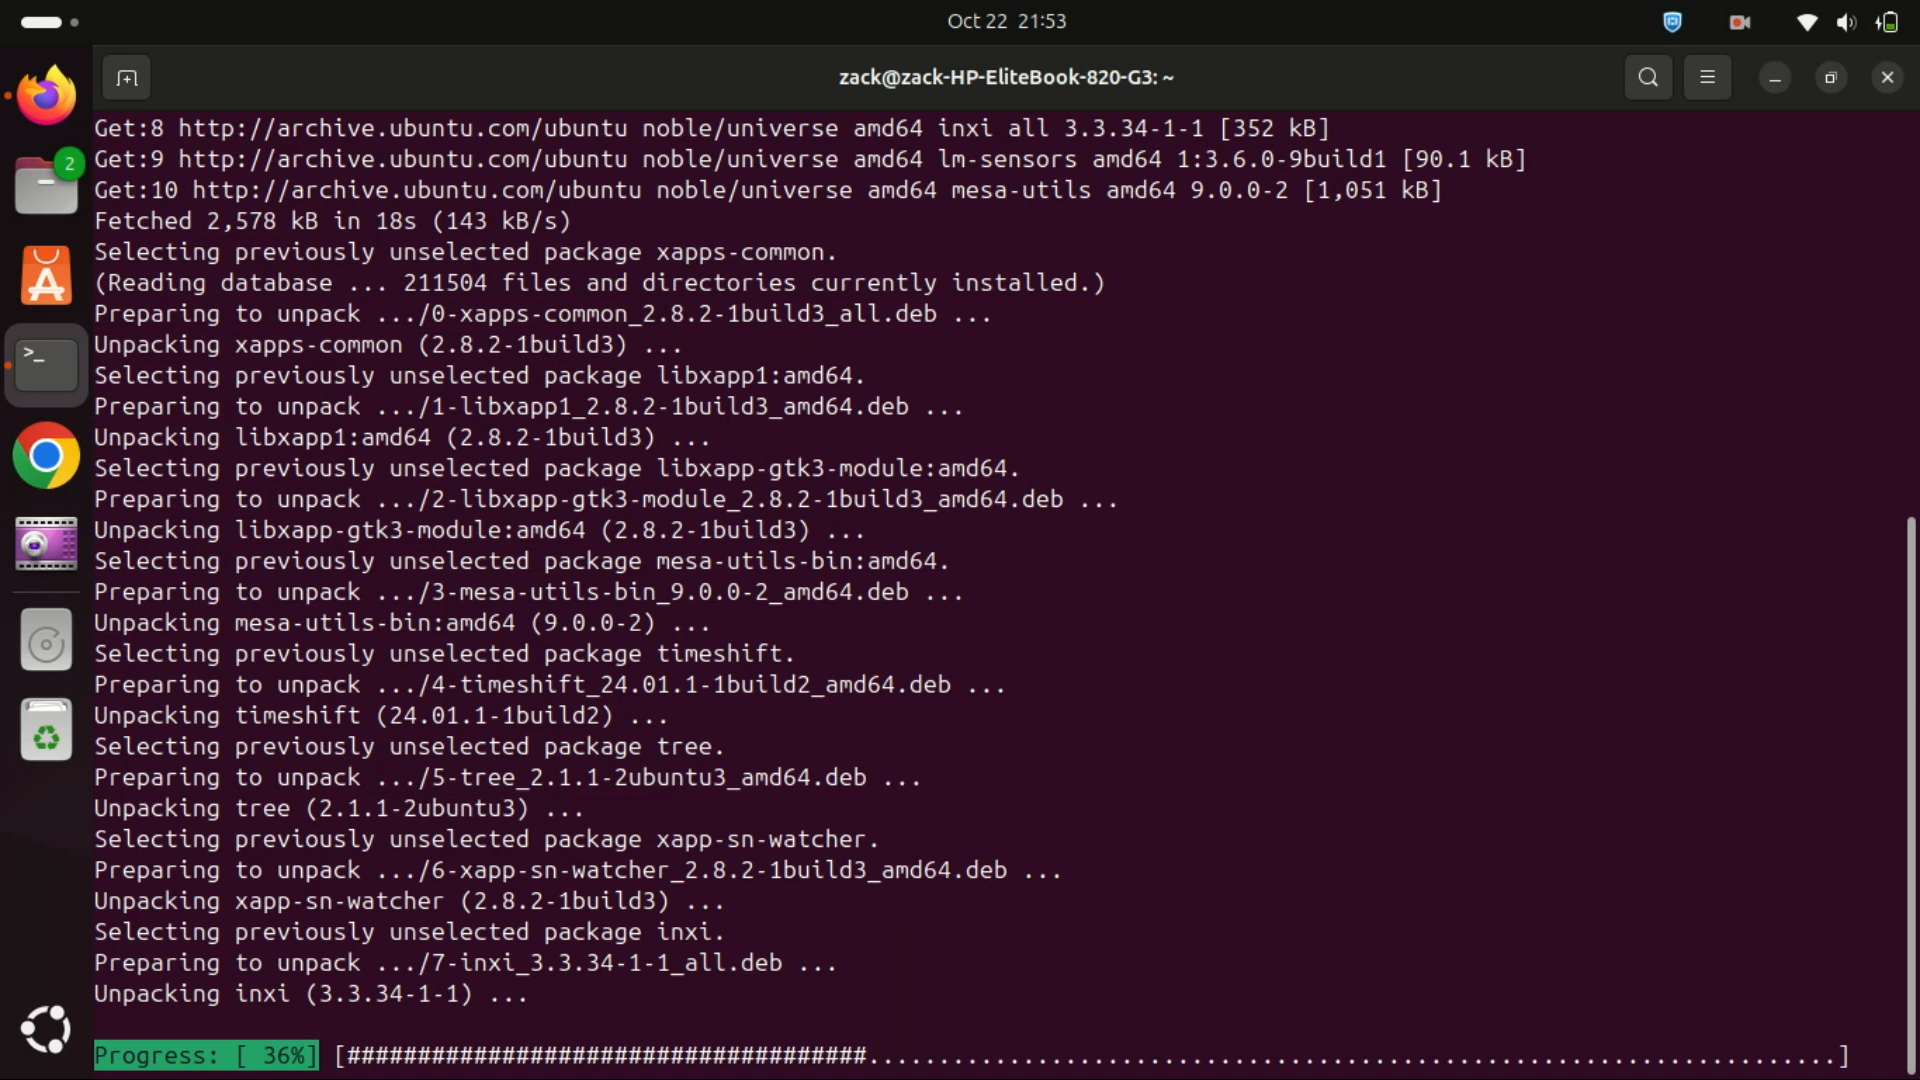 Oct 22 21:53
zack@zack-HP-EliteBook-820-G3: ~
2
Get:8 http://archive.ubuntu.com/ubuntu noble/universe amd64 inxi all 3.3.34-1-1 [352 kB]
Get:9 http://archive.ubuntu.com/ubuntu noble/universe amd64 lm-sensors amd64 1:3.6.0-9build1 [90.1 kB]
Get:10 http://archive.ubuntu.com/ubuntu noble/universe amd64 mesa-utils amd64 9.0.0-2 [1,051 kB]
Fetched 2,578 kB in 18s (143 kB/s)
Selecting previously unselected package xapps-common.
(Reading database ... 211504 files and directories currently installed.)
Preparing to unpack .../0-xapps-common_2.8.2-1build3_all.deb ...
Unpacking xapps-common (2.8.2-1build3) ...
Selecting previously unselected package libxapp1:amd64.
Preparing to unpack .../1-libxapp1_2.8.2-1build3_amd64.deb ...
Unpacking libxapp1:amd64 (2.8.2-1build3) ...
Selecting previously unselected package libxapp-gtk3-module:amd64.
Preparing to unpack .../2-libxapp-gtk3-module_2.8.2-1build3_amd64.deb ...
Unpacking libxapp-gtk3-module:amd64 (2.8.2-1build3) ...
Selecting previously unselected package mesa-utils-bin:amd64.
Preparing to unpack .../3-mesa-utils-bin_9.0.0-2_amd64.deb ...
Unpacking mesa-utils-bin:amd64 (9.0.0-2) ...
Selecting previously unselected package timeshift.
Preparing to unpack .../4-timeshift_24.01.1-1build2_amd64.deb ...
Unpacking timeshift (24.01.1-1build2) ...
Selecting previously unselected package tree.
Preparing to unpack .../5-tree_2.1.1-2ubuntu3_amd64.deb ...
Unpacking tree (2.1.1-2ubuntu3) ...
Selecting previously unselected package xapp-sn-watcher.
Preparing to unpack .../6-xapp-sn-watcher_2.8.2-1build3_amd64.deb ...
Unpacking xapp-sn-watcher (2.8.2-1build3) ...
Selecting previously unselected package inxi.
Preparing to unpack .../7-inxi_3.3.34-1-1_all.deb ...
Unpacking inxi (3.3.34-1-1) ...
Progress: [ 36%] [#####################################.....................................................................]